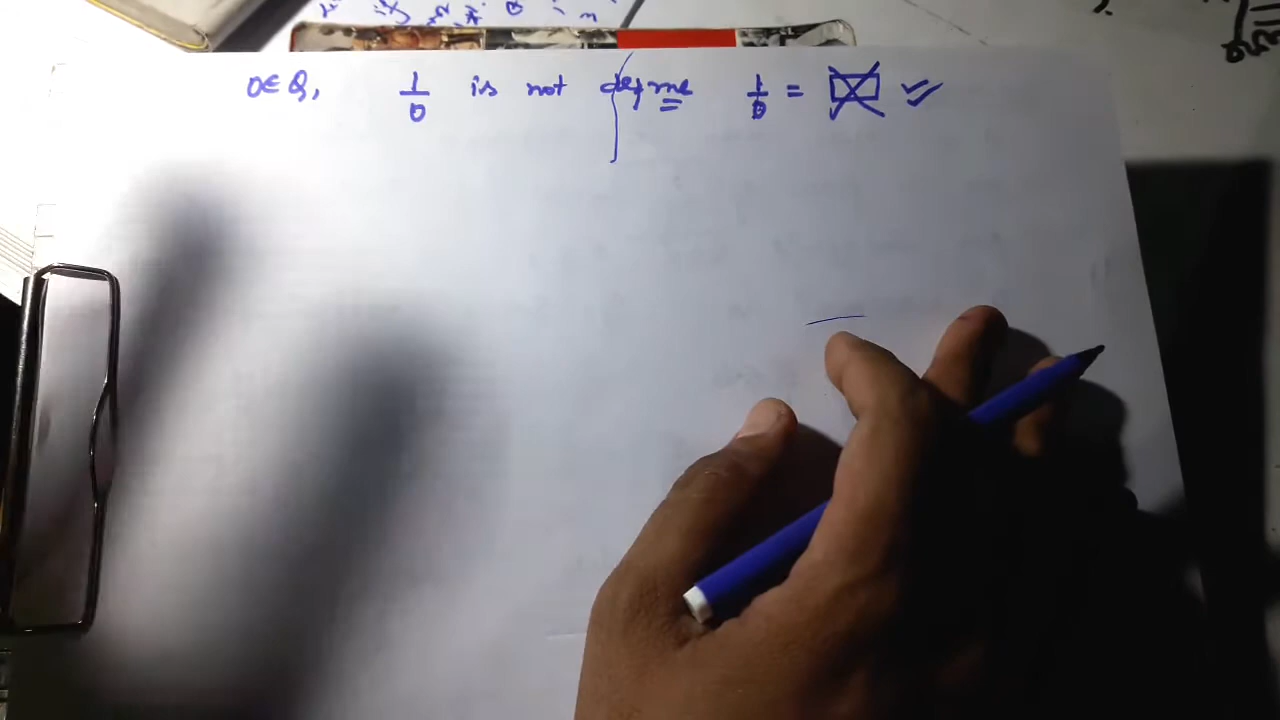 0∈Q, 1/0 is not define 1/0 =